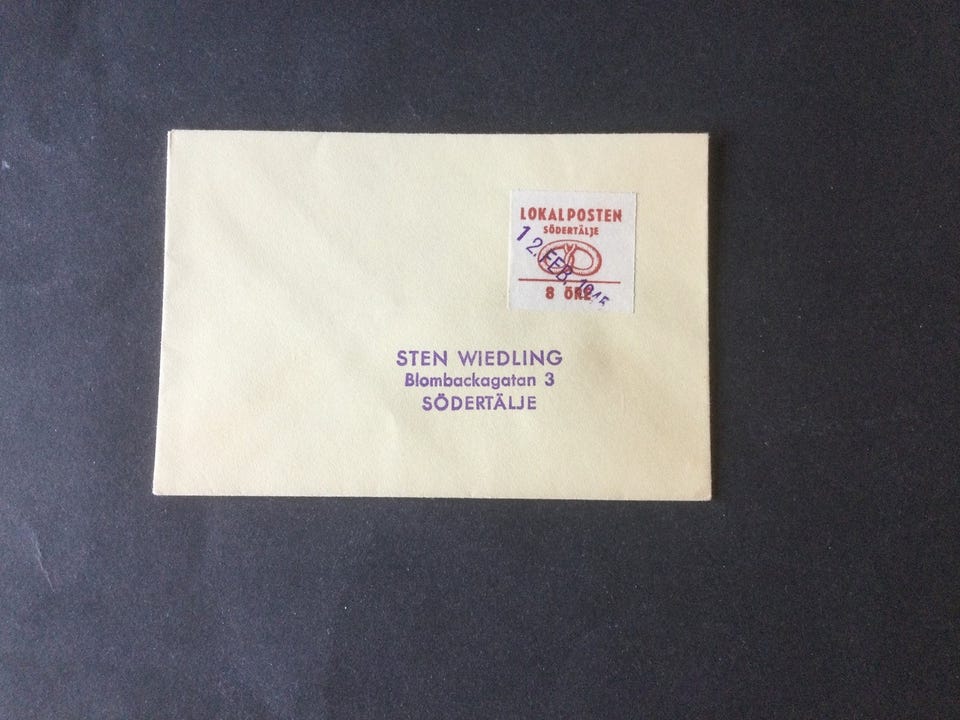 LOKALPOSTEN
SÖDERTÄLJE
12. FEB. 1945
8 ÖRE
STEN WIEDLING
Blombackagatan 3
SÖDERTÄLJE